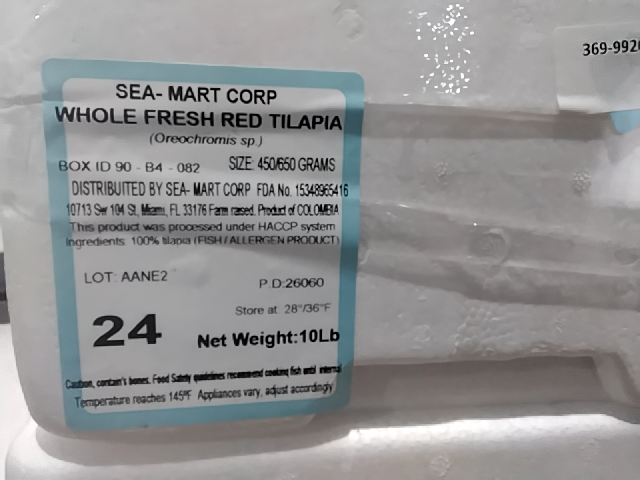 369-992
SEA- MART CORP
WHOLE FRESH RED TILAPIA
(Oreochromis sp.)
BOX ID 90 - B4 - 082 SIZE: 450/650 GRAMS
DISTRIBUITED BY SEA- MART CORP FDA No. 15348965416
10713 Sw 104 St, Miami, FL 33176 Farm raised. Product of COLOMBIA
This product was processed under HACCP system
Ingredients: 100% tilapia (FISH / ALLERGEN PRODUCT)
LOT: AANE2 P.D:26060
Store at 28°/36°F
24 Net Weight:10Lb
Caution, contain's bones. Food Safety guidelines recommend cooking fish until internal
Temperature reaches 145ºF Appliances vary, adjust accordingly